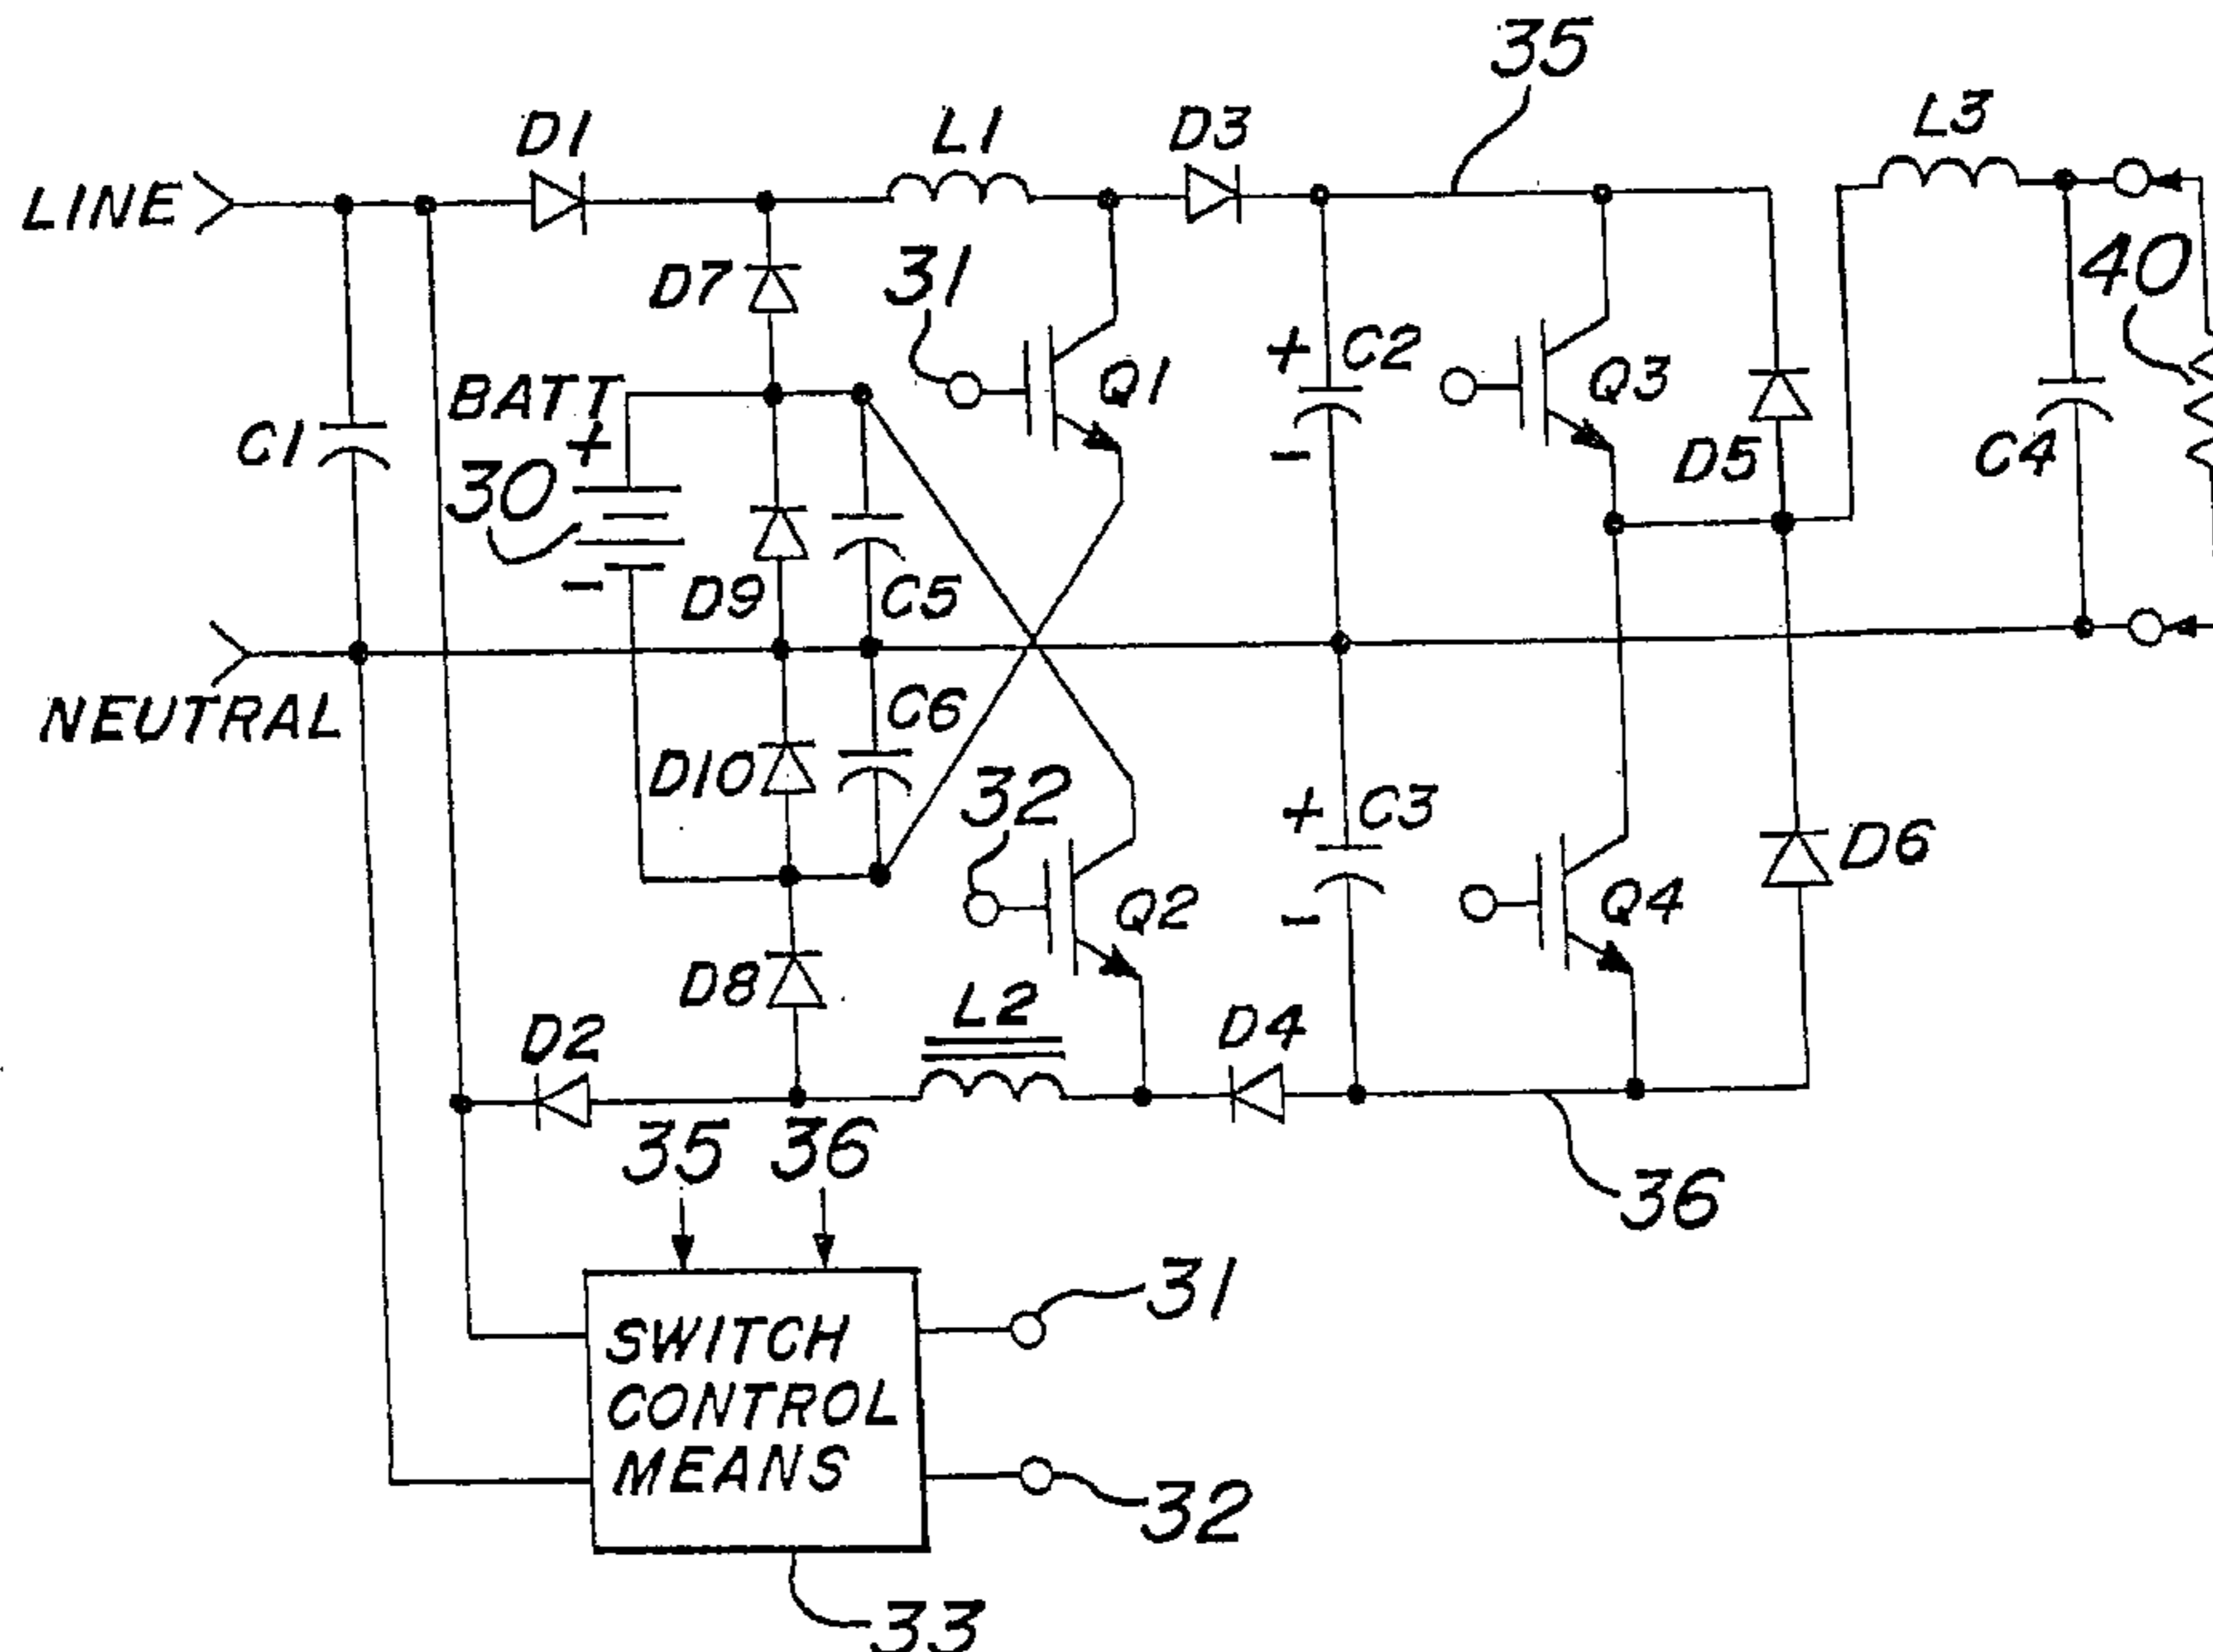 35
D1
L1
D3
L3
LINE
D7
31
40
BATT
+
+ C2
Q1
Q3
C1
30
-
D5
C4
-
D9
C5
NEUTRAL
C6
D10
32
+ C3
D6
Q2
-
Q4
D8
L2
D2
D4
35 36
36
SWITCH
CONTROL
MEANS
31
32
33